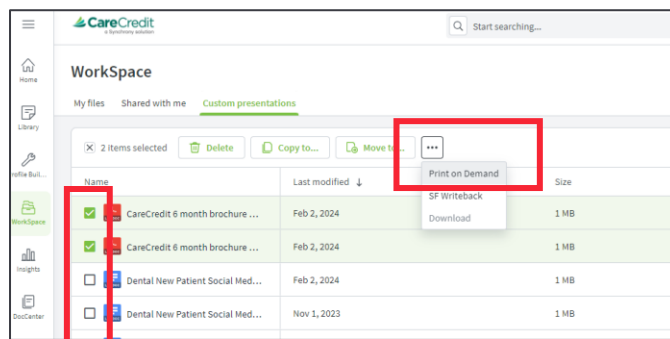 CareCredit
a Synchrony solution
Start searching...
Home
WorkSpace
My files Shared with me Custom presentations
Library
2 items selected Delete Copy to... Move to... ...
rofile Buil...
Print on Demand
Name Last modified ↓ Size
SF Writeback
WorkSpace
CareCredit 6 month brochure ... Feb 2, 2024 1 MB
Download
CareCredit 6 month brochure ... Feb 2, 2024 1 MB
Insights
Dental New Patient Social Med... Feb 2, 2024 1 MB
DocCenter
Dental New Patient Social Med... Nov 1, 2023 1 MB